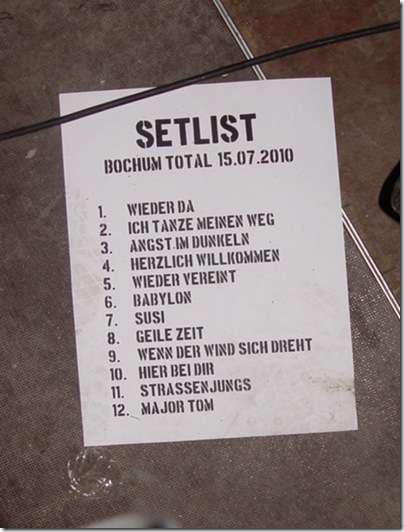 SETLIST
BOCHUM TOTAL 15.07.2010
1. WIEDER DA
2. ICH TANZE MEINEN WEG
3. ANGST IM DUNKELN
4. HERZLICH WILLKOMMEN
5. WIEDER VEREINT
6. BABYLON
7. SUSI
8. GEILE ZEIT
9. WENN DER WIND SICH DREHT
10. HIER BEI DIR
11. STRASSENJUNGS
12. MAJOR TOM